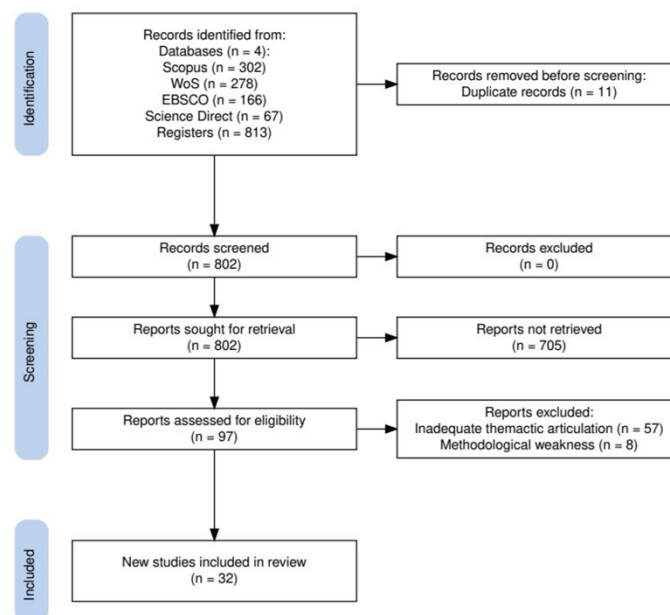 Identification
Records identified from:
Databases (n = 4):
Scopus (n = 302)
WoS (n = 278)
EBSCO (n = 166)
Science Direct (n = 67)
Registers (n = 813)
Records removed before screening:
Duplicate records (n = 11)
Screening
Records screened
(n = 802)
Records excluded
(n = 0)
Reports sought for retrieval
(n = 802)
Reports not retrieved
(n = 705)
Reports assessed for eligibility
(n = 97)
Reports excluded:
Inadequate themactic articulation (n = 57)
Methodological weakness (n = 8)
Included
New studies included in review
(n = 32)